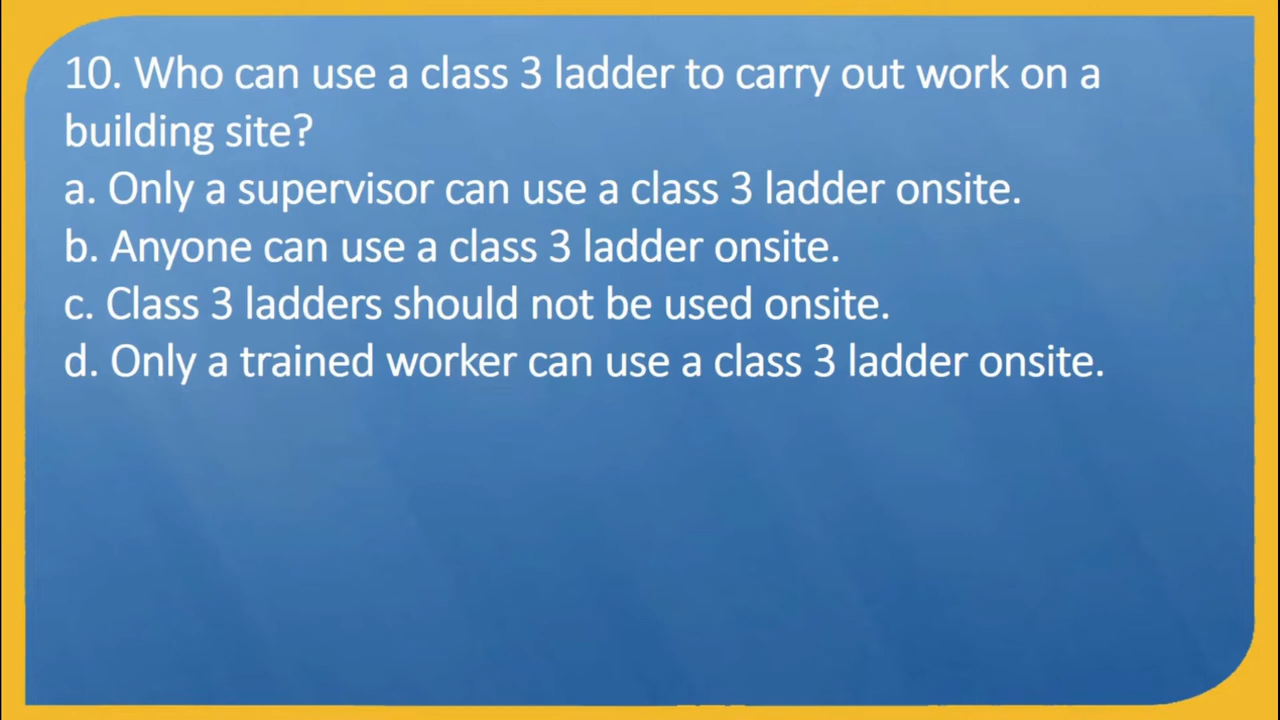 10. Who can use a class 3 ladder to carry out work on a
building site?
a. Only a supervisor can use a class 3 ladder onsite.
b. Anyone can use a class 3 ladder onsite.
c. Class 3 ladders should not be used onsite.
d. Only a trained worker can use a class 3 ladder onsite.